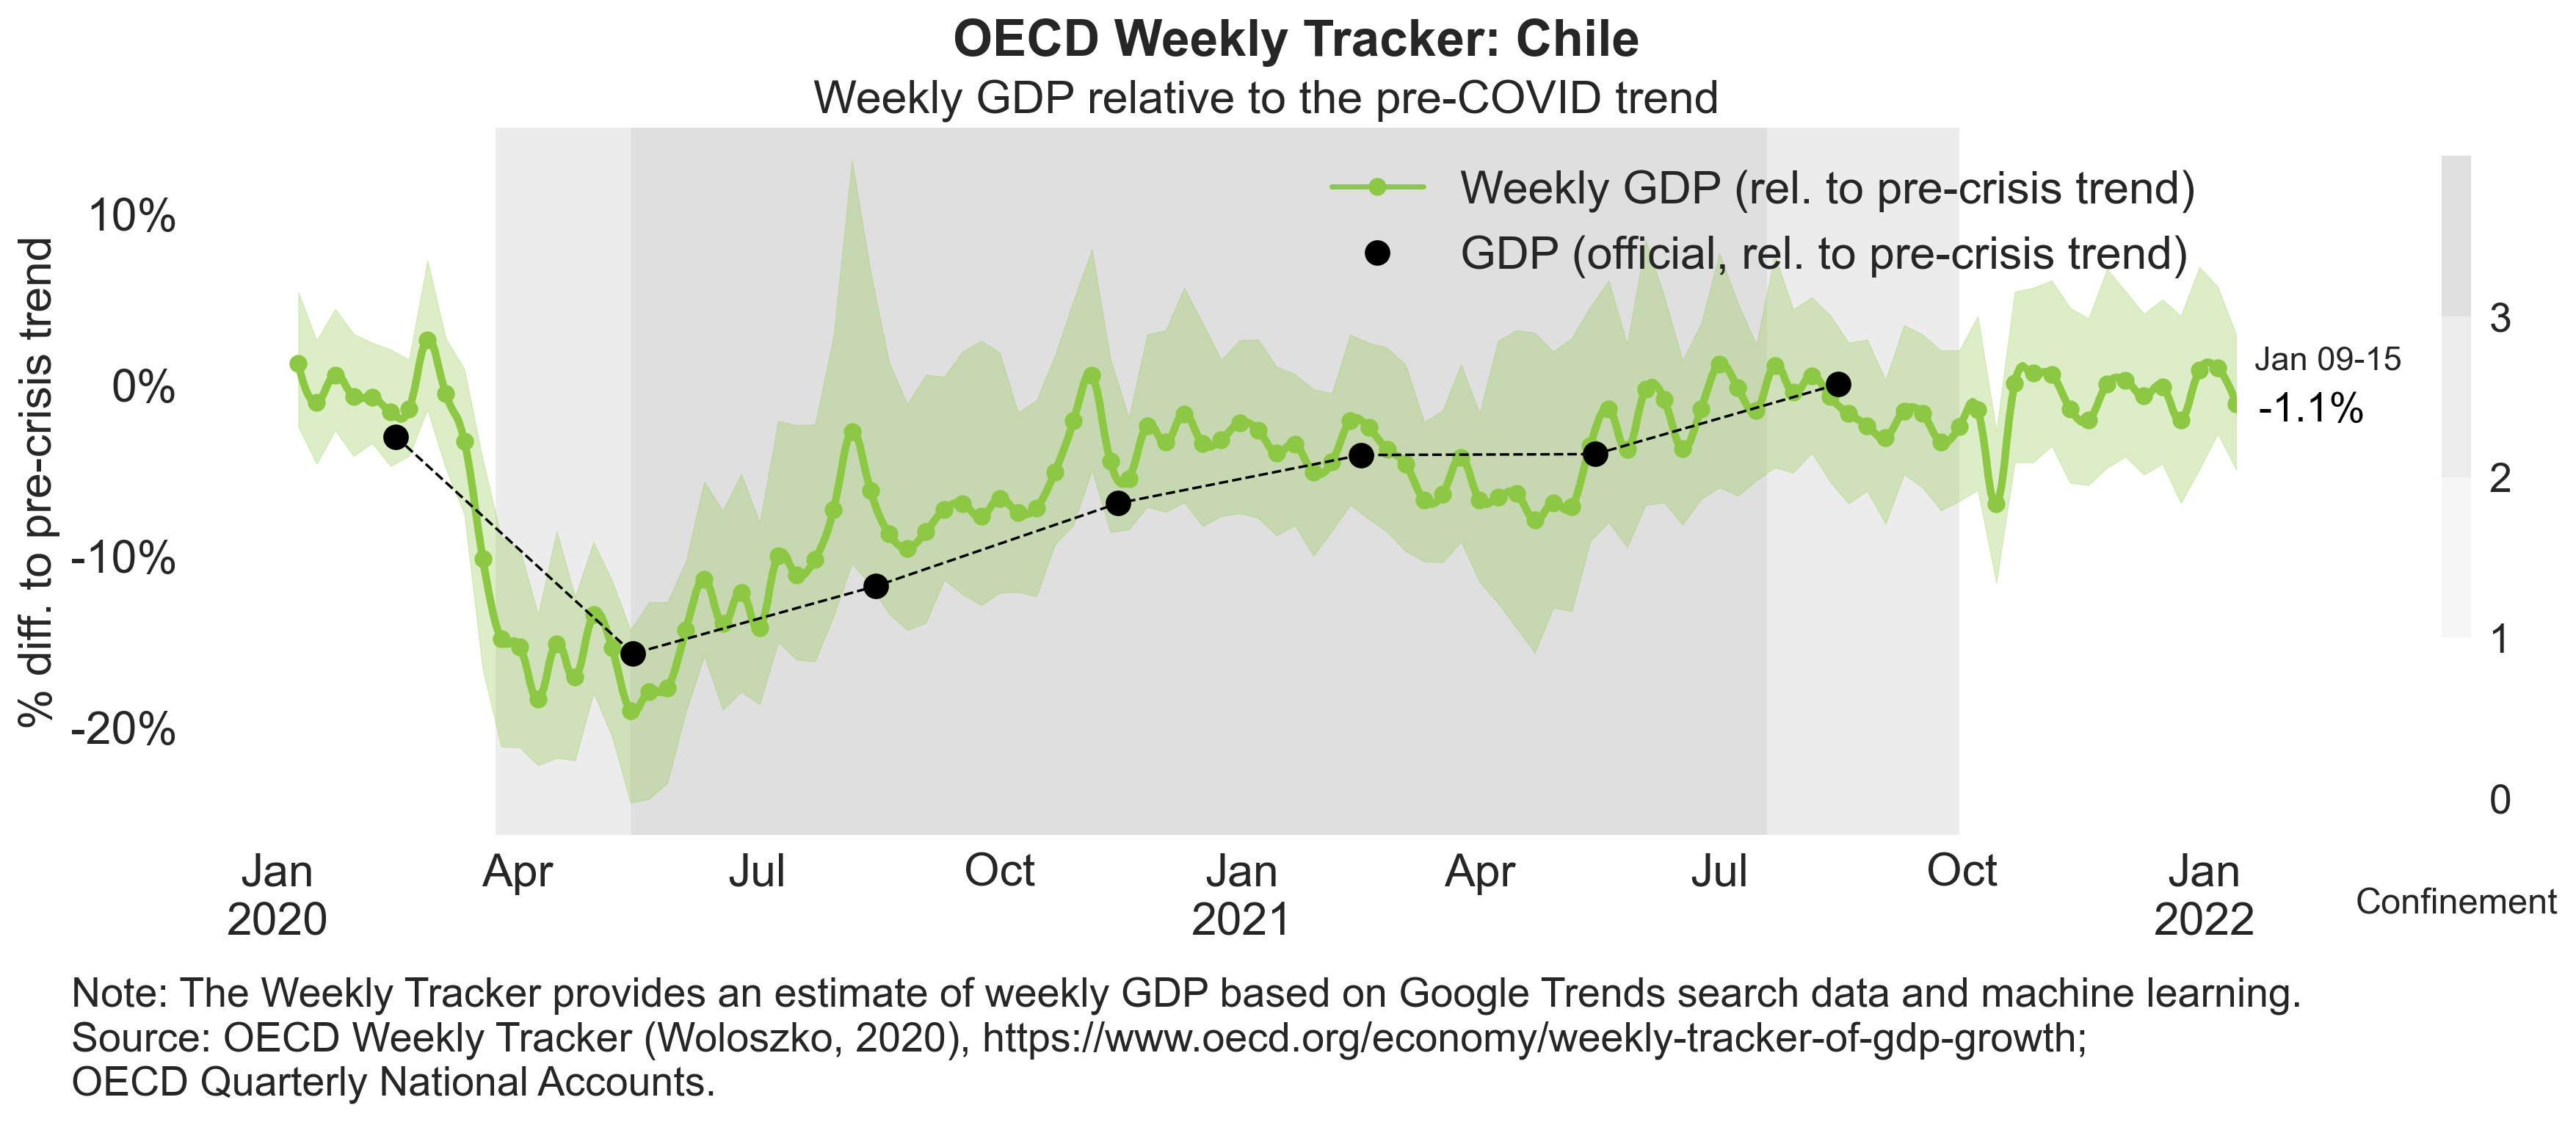 OECD Weekly Tracker: Chile
Weekly GDP relative to the pre-COVID trend
% diff. to pre-crisis trend
10%
0%
-10%
-20%
Weekly GDP (rel. to pre-crisis trend)
GDP (official, rel. to pre-crisis trend)
Jan 09-15
-1.1%
3
2
1
0
Confinement
Jan Apr Jul Oct Jan Apr Jul Oct Jan
2020 2021 2022
Note: The Weekly Tracker provides an estimate of weekly GDP based on Google Trends search data and machine learning.
Source: OECD Weekly Tracker (Woloszko, 2020), https://www.oecd.org/economy/weekly-tracker-of-gdp-growth;
OECD Quarterly National Accounts.